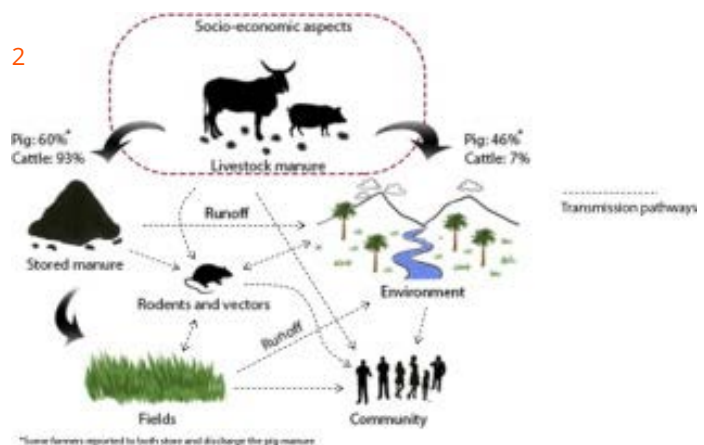 Socio-economic aspects
2
Pig: 60%*
Cattle: 93%
Pig: 46%*
Cattle: 7%
Livestock manure
Transmission pathways
Runoff
Stored manure
Rodents and vectors
Environment
Runoff
Fields
Community
*Some farmers reported to both store and discharge the pig manure